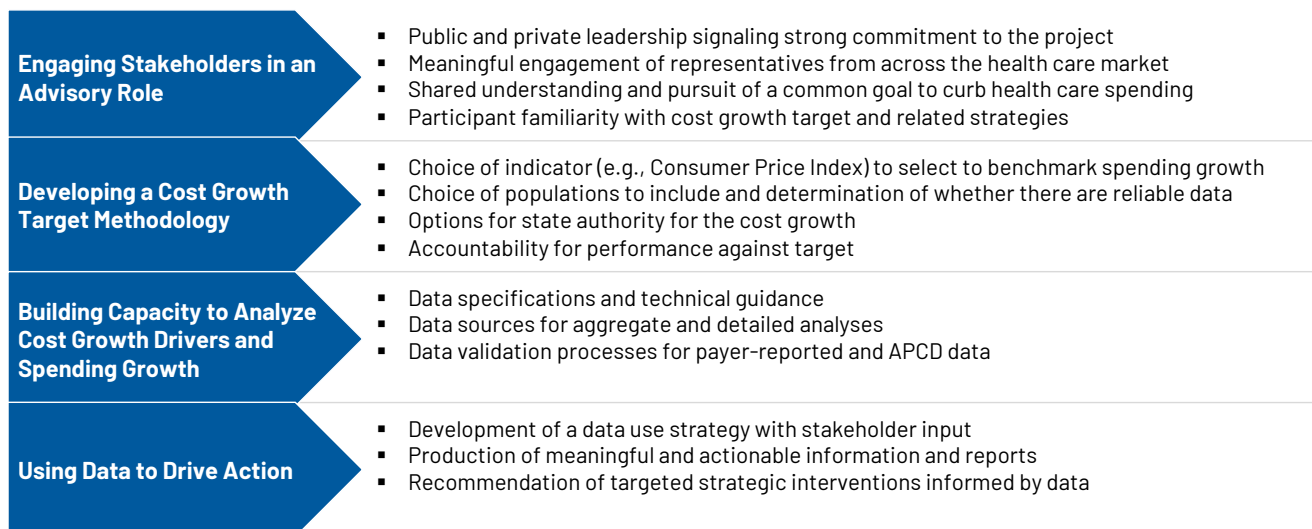 Engaging Stakeholders in an
Advisory Role
▪ Public and private leadership signaling strong commitment to the project
▪ Meaningful engagement of representatives from across the health care market
▪ Shared understanding and pursuit of a common goal to curb health care spending
▪ Participant familiarity with cost growth target and related strategies
Developing a Cost Growth
Target Methodology
▪ Choice of indicator (e.g., Consumer Price Index) to select to benchmark spending growth
▪ Choice of populations to include and determination of whether there are reliable data
▪ Options for state authority for the cost growth
▪ Accountability for performance against target
Building Capacity to Analyze
Cost Growth Drivers and
Spending Growth
▪ Data specifications and technical guidance
▪ Data sources for aggregate and detailed analyses
▪ Data validation processes for payer-reported and APCD data
Using Data to Drive Action
▪ Development of a data use strategy with stakeholder input
▪ Production of meaningful and actionable information and reports
▪ Recommendation of targeted strategic interventions informed by data